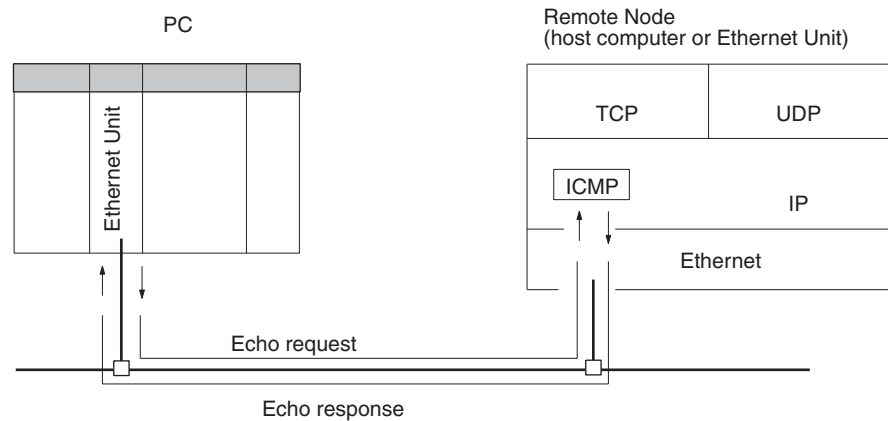 PC
Remote Node
(host computer or Ethernet Unit)
Ethernet Unit
TCP
UDP
ICMP
IP
Ethernet
Echo request
Echo response